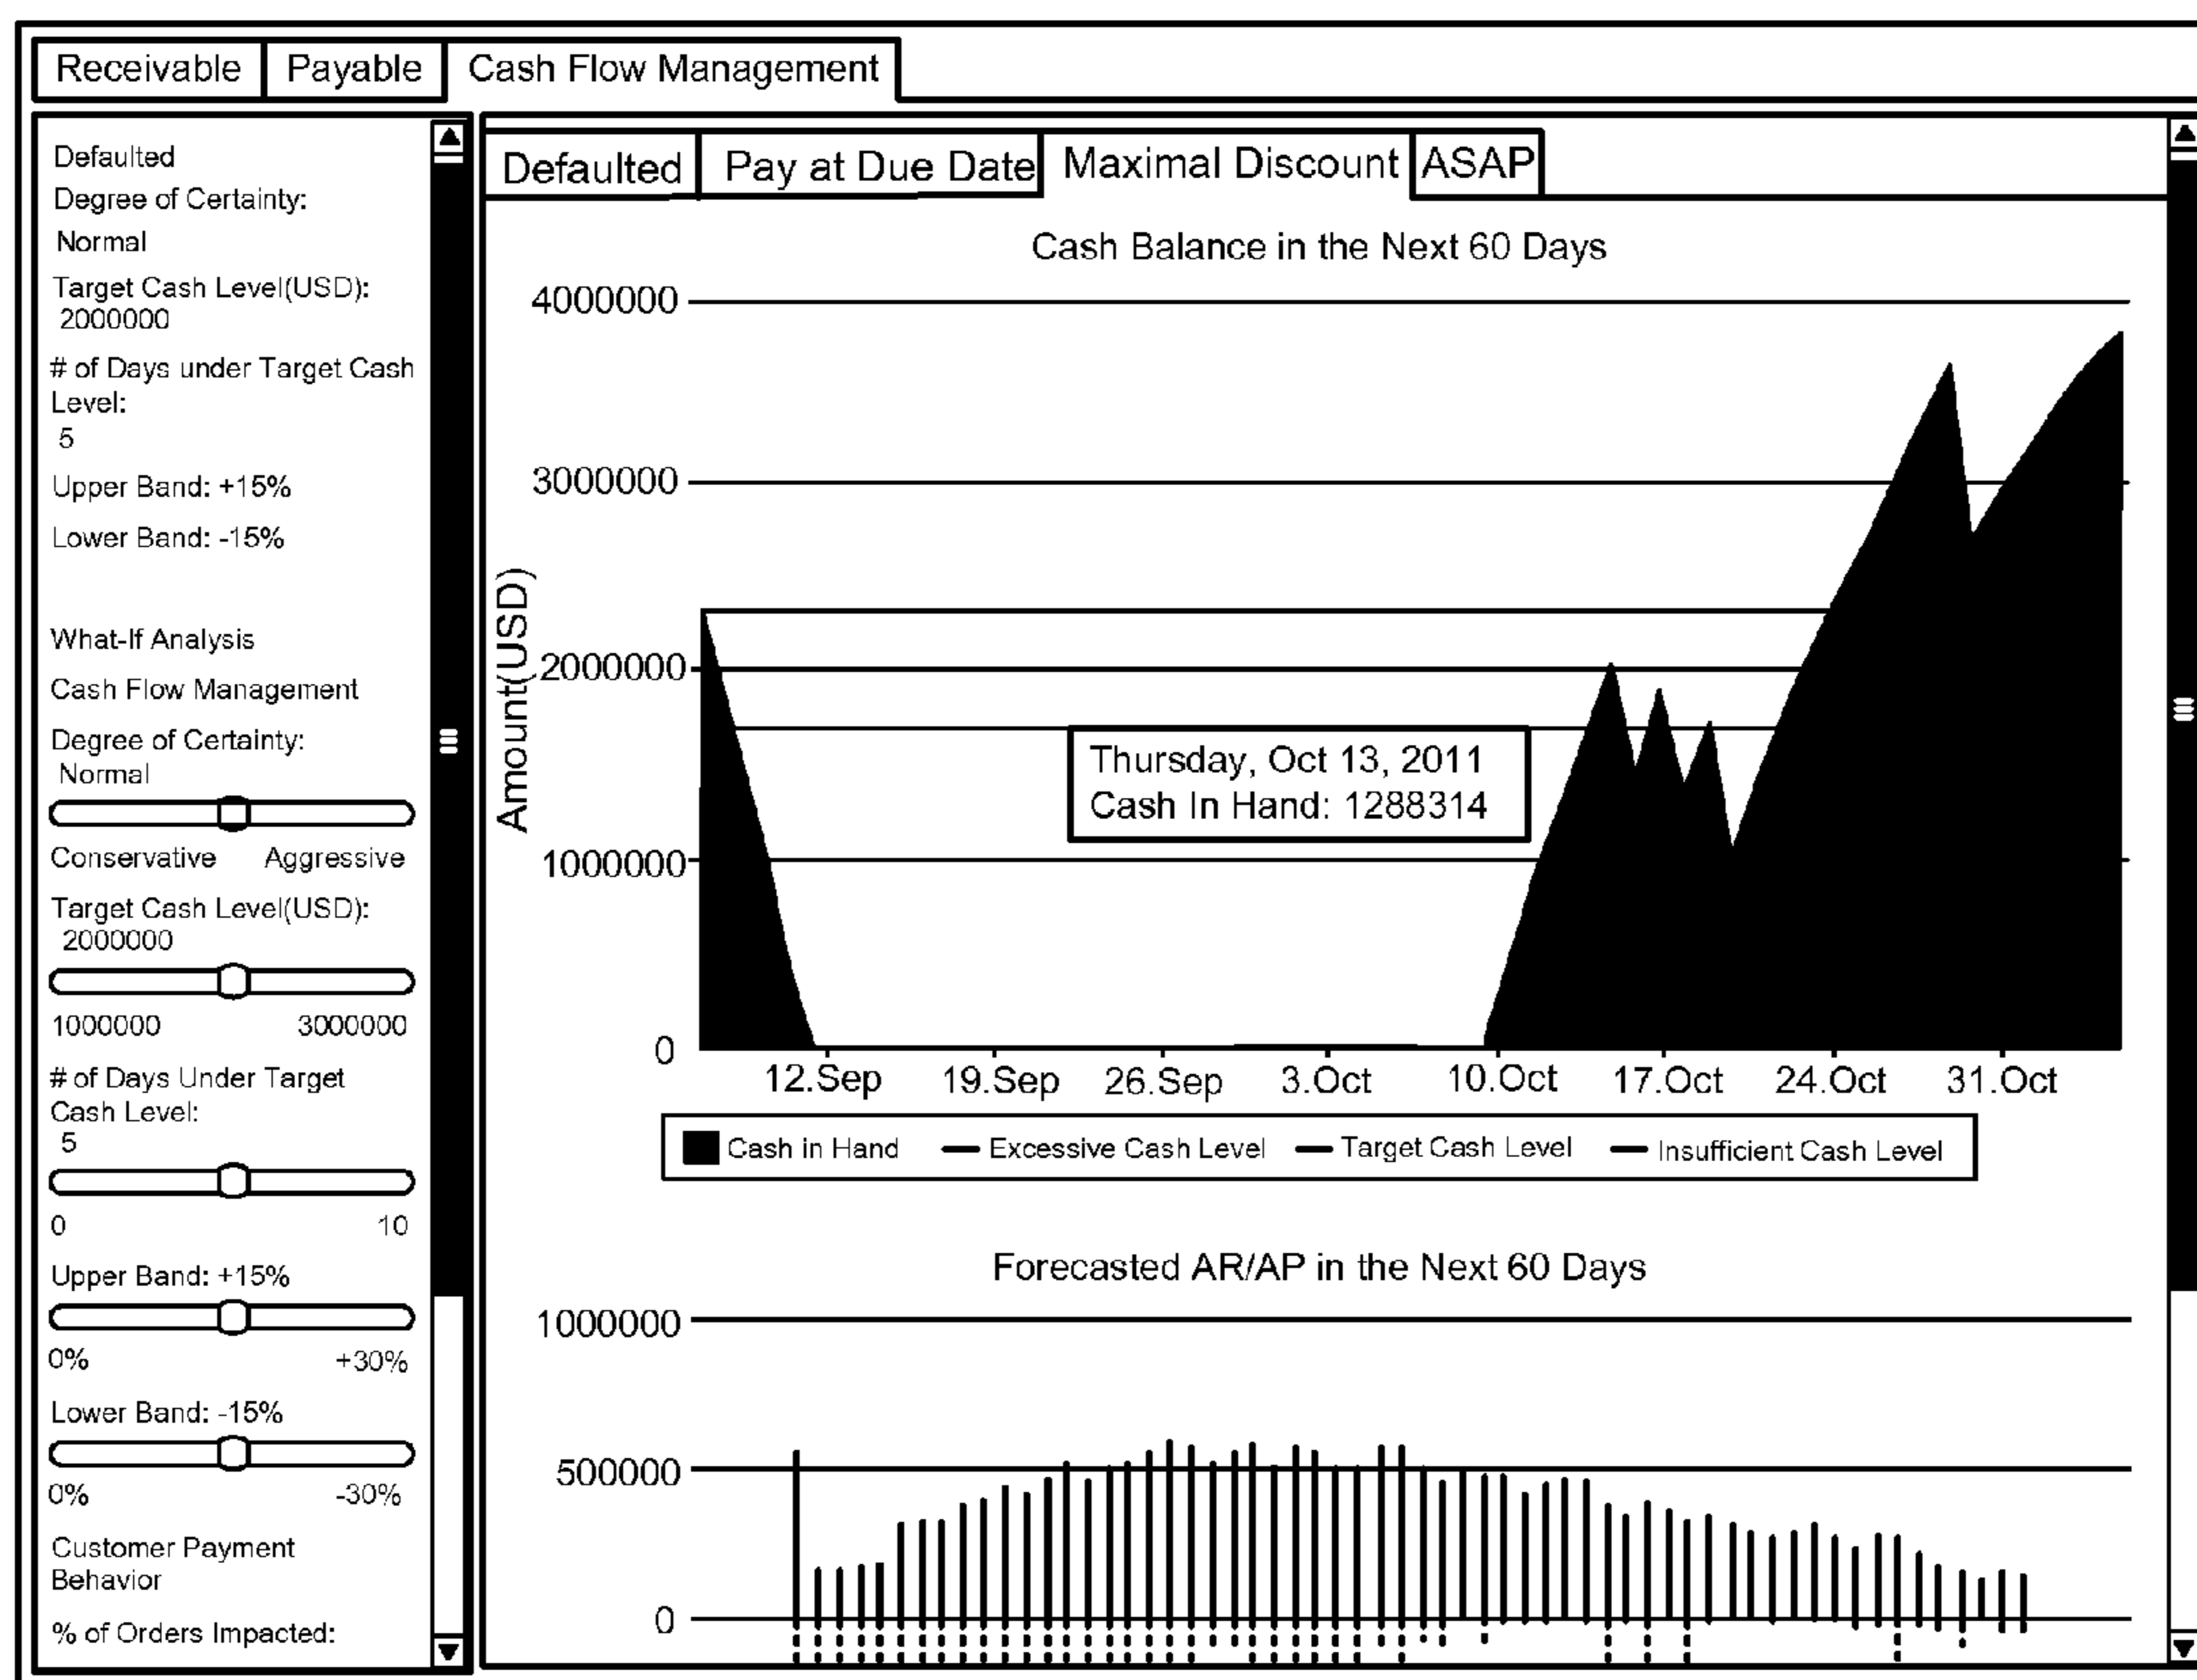 Receivable
Payable
Cash Flow Management
Defaulted
Degree of Certainty:
Normal
Target Cash Level(USD):
2000000
# of Days under Target Cash
Level:
5
Upper Band: +15%
Lower Band: -15%
What-If Analysis
Cash Flow Management
Degree of Certainty:
Normal
Conservative
Aggressive
Target Cash Level(USD):
2000000
1000000
3000000
# of Days Under Target
Cash Level:
5
0
10
Upper Band: +15%
0%
+30%
Lower Band: -15%
0%
-30%
Customer Payment
Behavior
% of Orders Impacted:
Defaulted
Pay at Due Date
Maximal Discount
ASAP
Cash Balance in the Next 60 Days
Amount(USD)
4000000
3000000
2000000
1000000
0
Thursday, Oct 13, 2011
Cash In Hand: 1288314
12.Sep
19.Sep
26.Sep
3.Oct
10.Oct
17.Oct
24.Oct
31.Oct
Cash in Hand
Excessive Cash Level
Target Cash Level
Insufficient Cash Level
Forecasted AR/AP in the Next 60 Days
1000000
500000
0